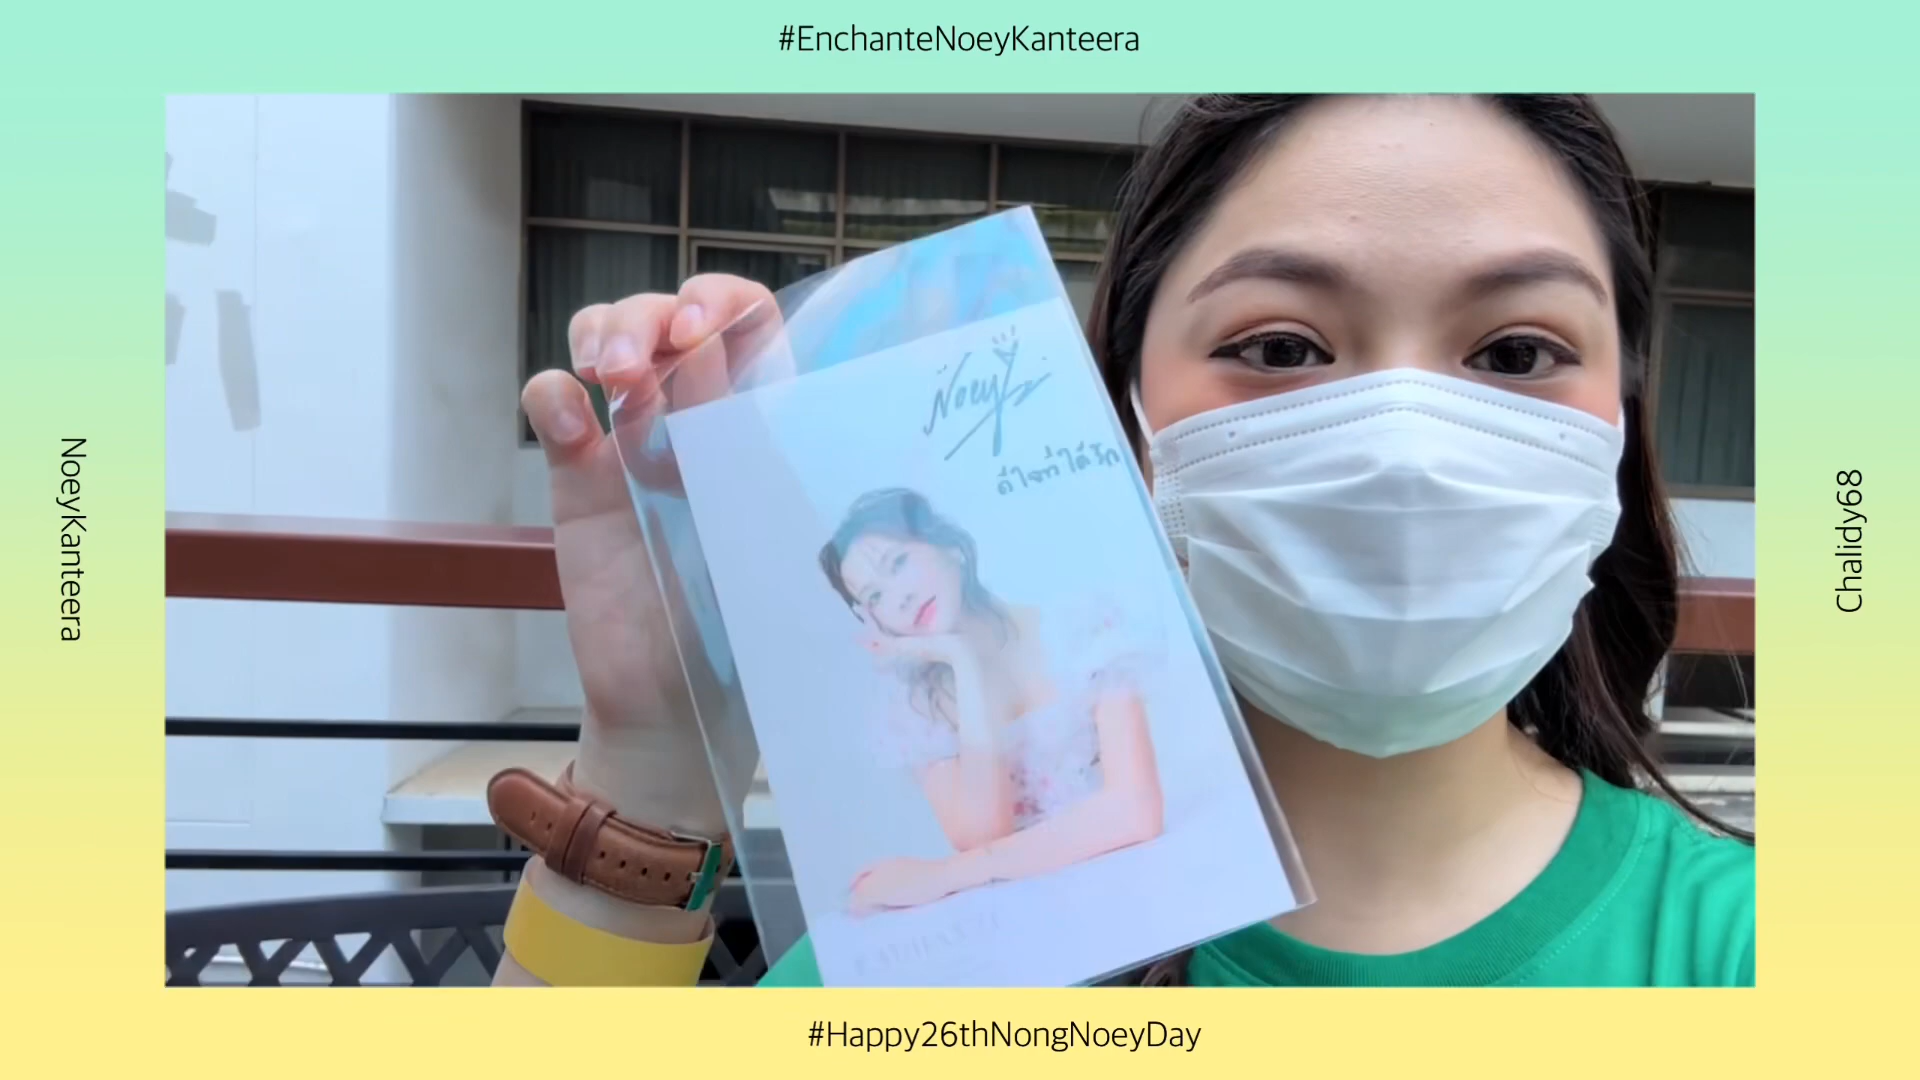 #EnchanteNoeyKanteera
NoeyKanteera
Noey
ดีใจที่ได้รัก
Chalidy68
#Happy26thNongNoeyDay